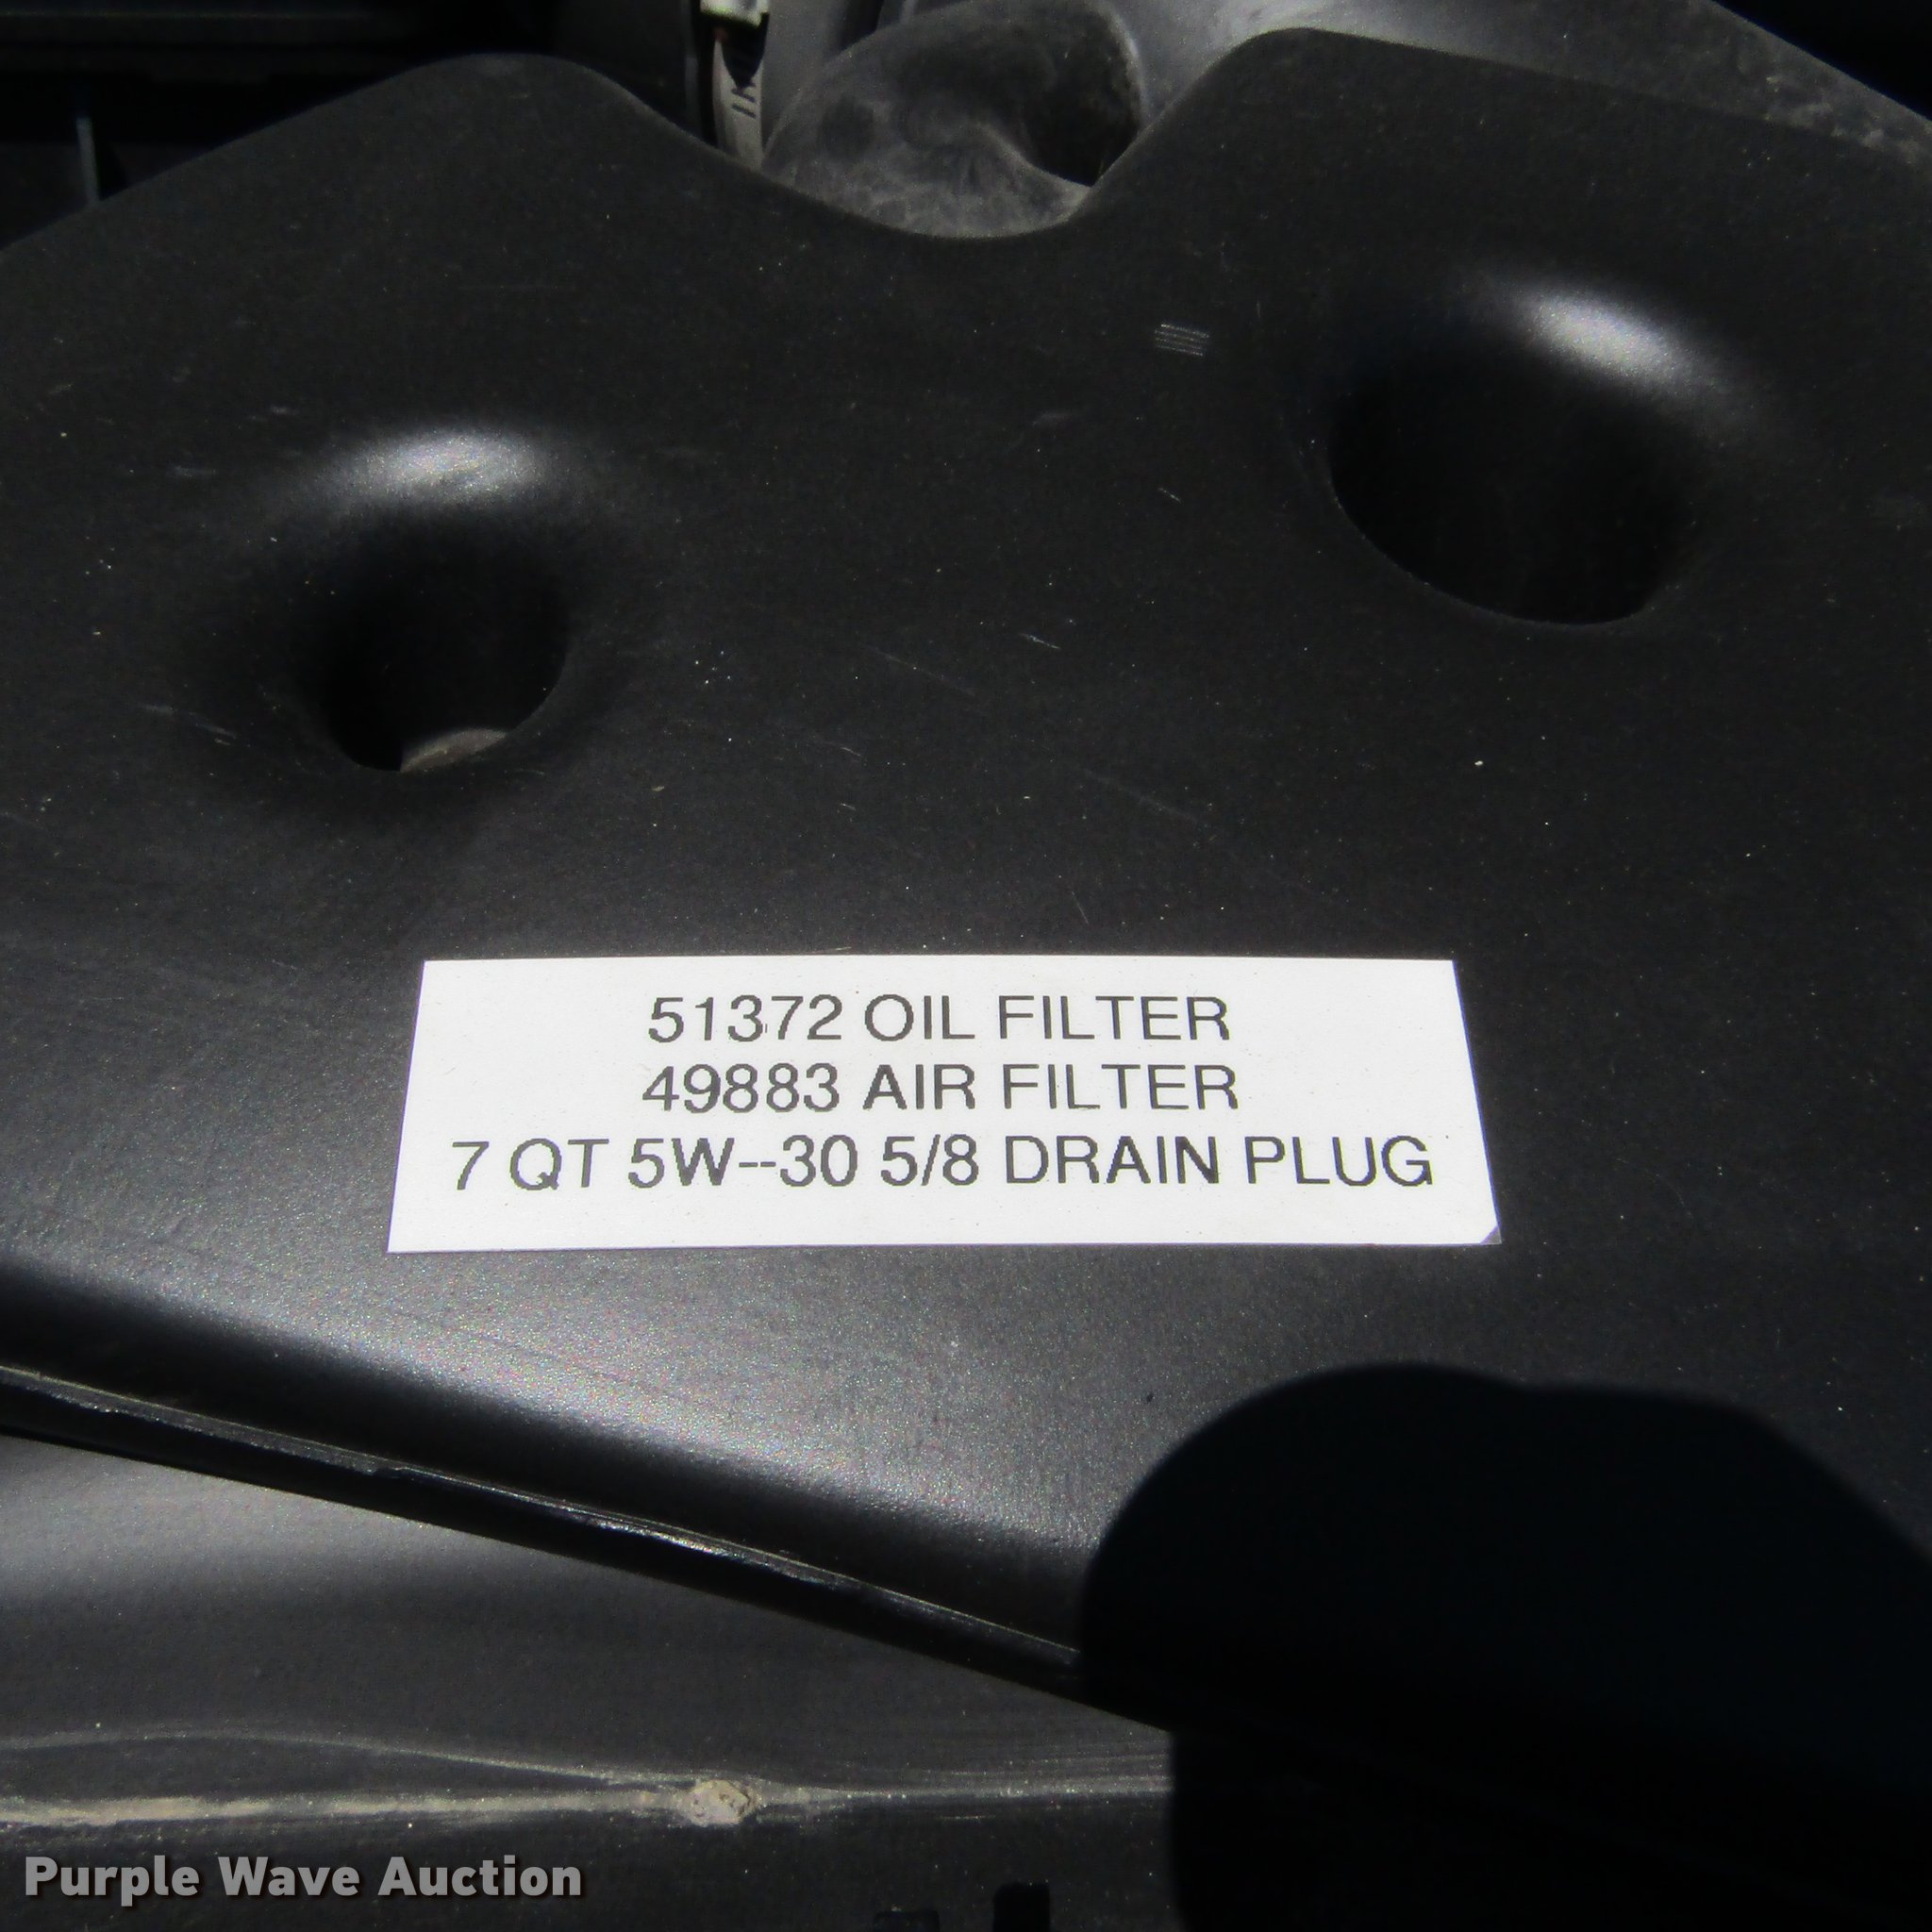 51372 OIL FILTER
49883 AIR FILTER
7 QT 5W--30 5/8 DRAIN PLUG
Purple Wave Auction